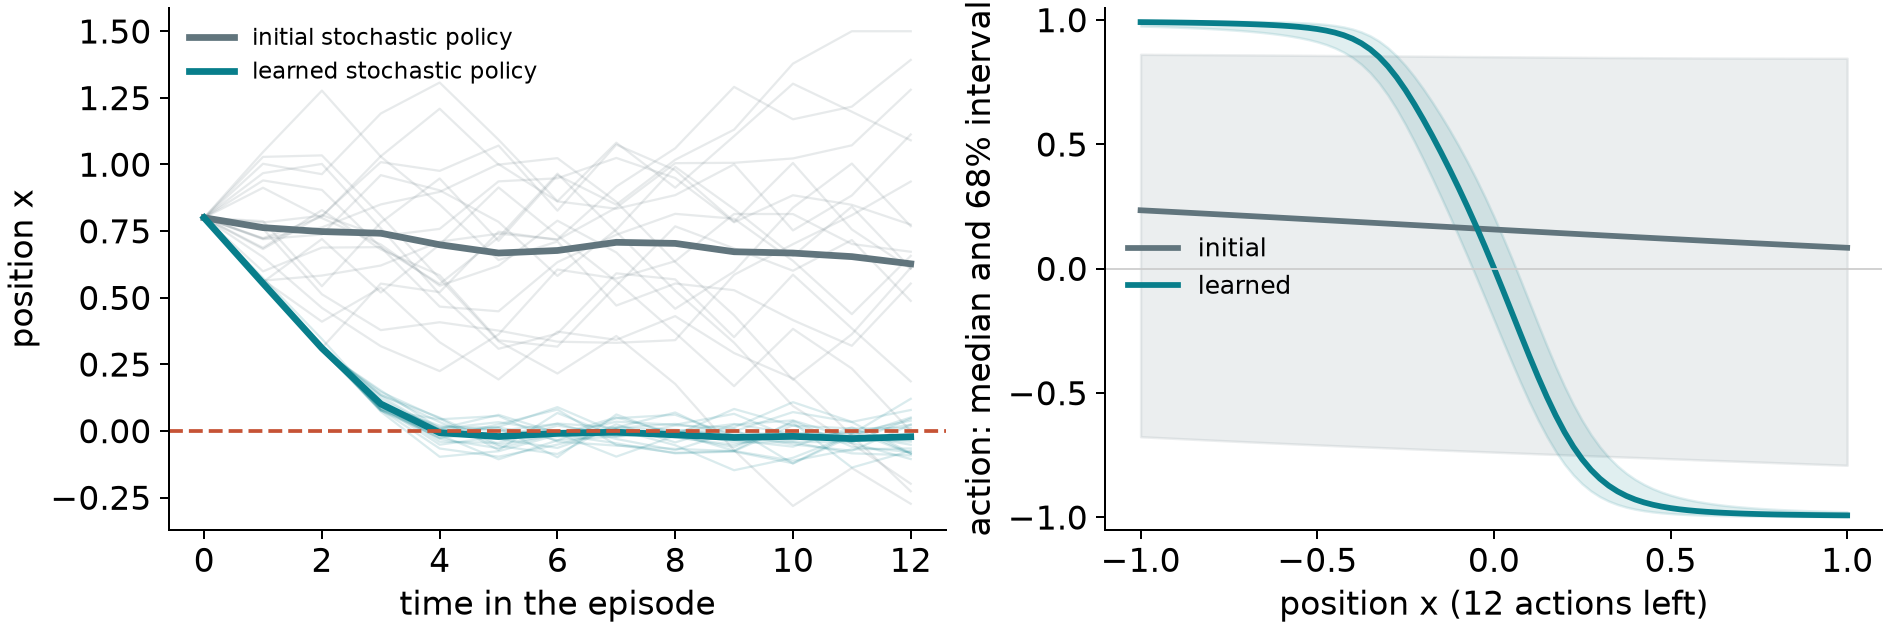 position x
1.50
1.25
1.00
0.75
0.50
0.25
0.00
−0.25
initial stochastic policy
learned stochastic policy
0 2 4 6 8 10 12
time in the episode
action: median and 68% interval
1.0
0.5
0.0
−0.5
−1.0
initial
learned
−1.0 −0.5 0.0 0.5 1.0
position x (12 actions left)